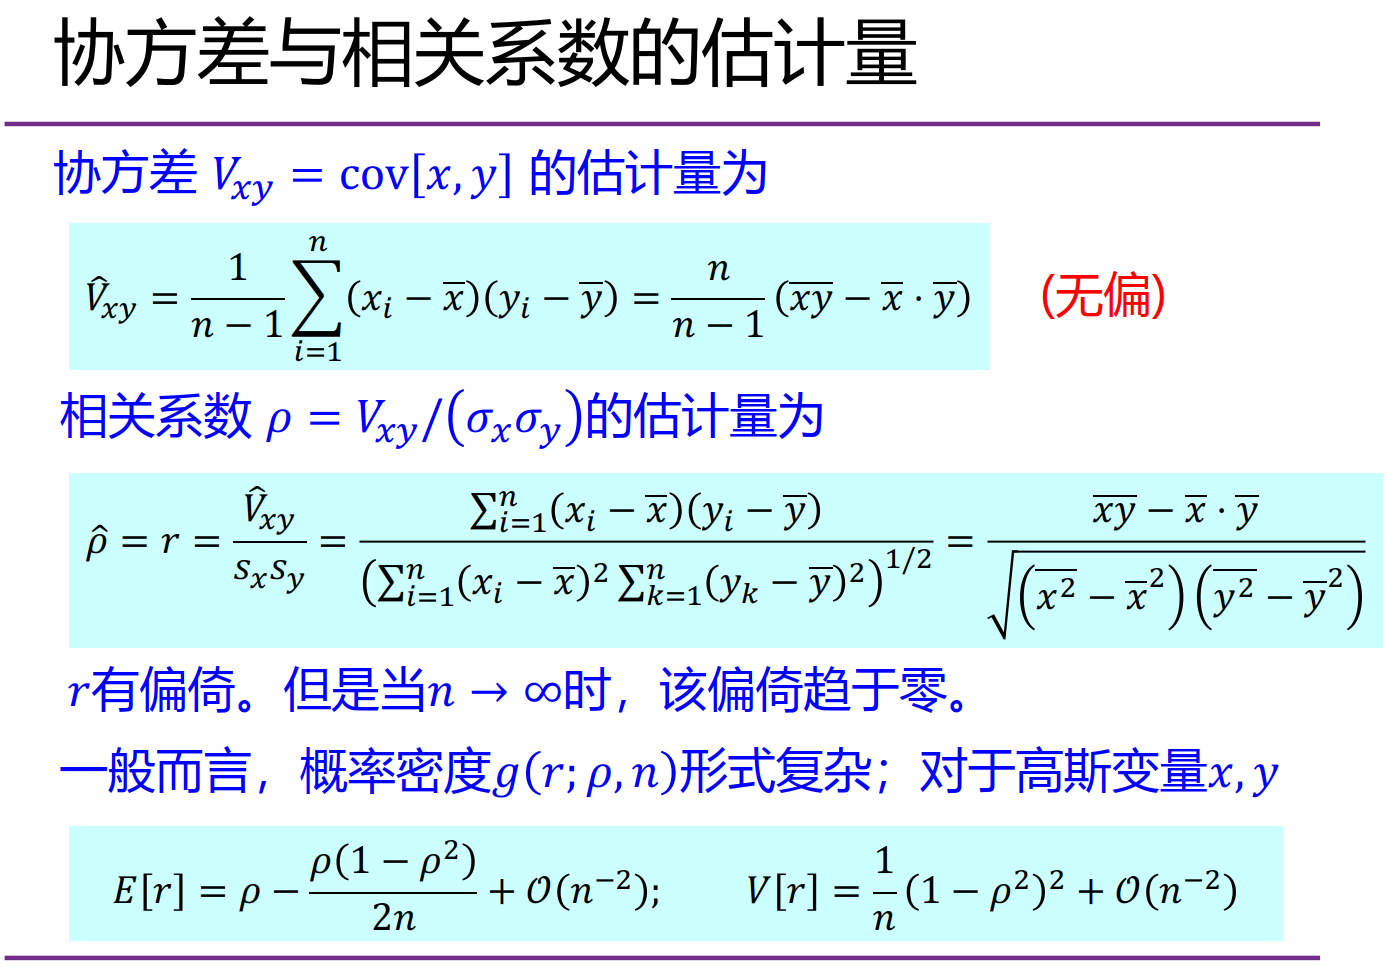 协方差与相关系数的估计量
协方差 $V_{xy} = \mathrm{cov}[x, y]$ 的估计量为
$\hat{V}_{xy} = \frac{1}{n-1} \sum_{i=1}^{n} (x_i - \overline{x})(y_i - \overline{y}) = \frac{n}{n-1} (\overline{xy} - \overline{x} \cdot \overline{y})$ (无偏)
相关系数 $\rho = V_{xy}/(\sigma_x \sigma_y)$的估计量为
$\hat{\rho} = r = \frac{\hat{V}_{xy}}{s_x s_y} = \frac{\sum_{i=1}^{n} (x_i - \overline{x})(y_i - \overline{y})}{\left(\sum_{i=1}^{n} (x_i - \overline{x})^2 \sum_{k=1}^{n} (y_k - \overline{y})^2\right)^{1/2}} = \frac{\overline{xy} - \overline{x} \cdot \overline{y}}{\sqrt{\left(\overline{x^2} - \overline{x}^2\right)\left(\overline{y^2} - \overline{y}^2\right)}}$
$r$有偏倚。但是当$n \to \infty$时，该偏倚趋于零。
一般而言，概率密度$g(r; \rho, n)$形式复杂；对于高斯变量$x, y$
$E[r] = \rho - \frac{\rho(1 - \rho^2)}{2n} + \mathcal{O}(n^{-2});$ $V[r] = \frac{1}{n} (1 - \rho^2)^2 + \mathcal{O}(n^{-2})$